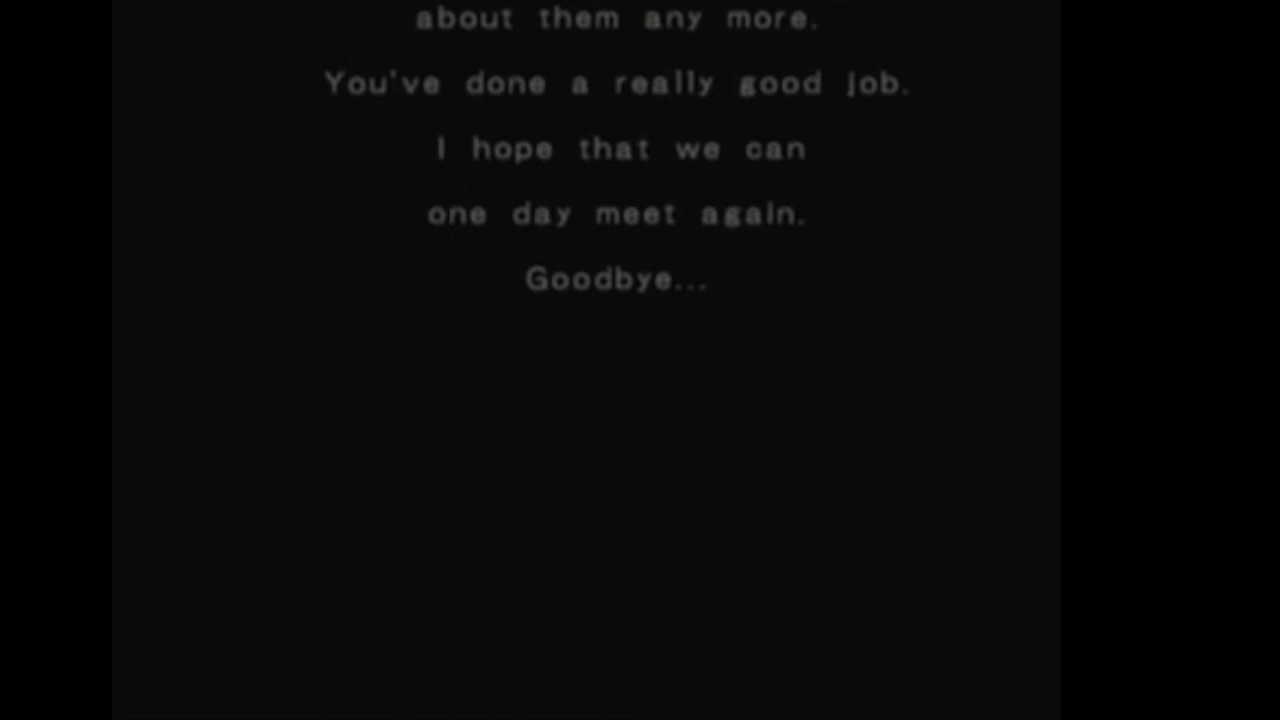 about them any more.
You've done a really good job.
I hope that we can
one day meet again.
Goodbye...